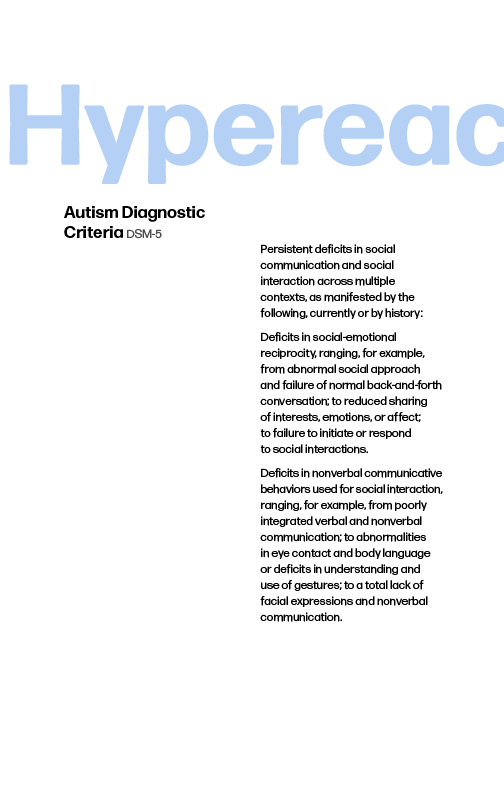 Hypereac
Autism Diagnostic
Criteria DSM-5
Persistent deficits in social
communication and social
interaction across multiple
contexts, as manifested by the
following, currently or by history:
Deficits in social-emotional
reciprocity, ranging, for example,
from abnormal social approach
and failure of normal back-and-forth
conversation; to reduced sharing
of interests, emotions, or affect;
to failure to initiate or respond
to social interactions.
Deficits in nonverbal communicative
behaviors used for social interaction,
ranging, for example, from poorly
integrated verbal and nonverbal
communication; to abnormalities
in eye contact and body language
or deficits in understanding and
use of gestures; to a total lack of
facial expressions and nonverbal
communication.